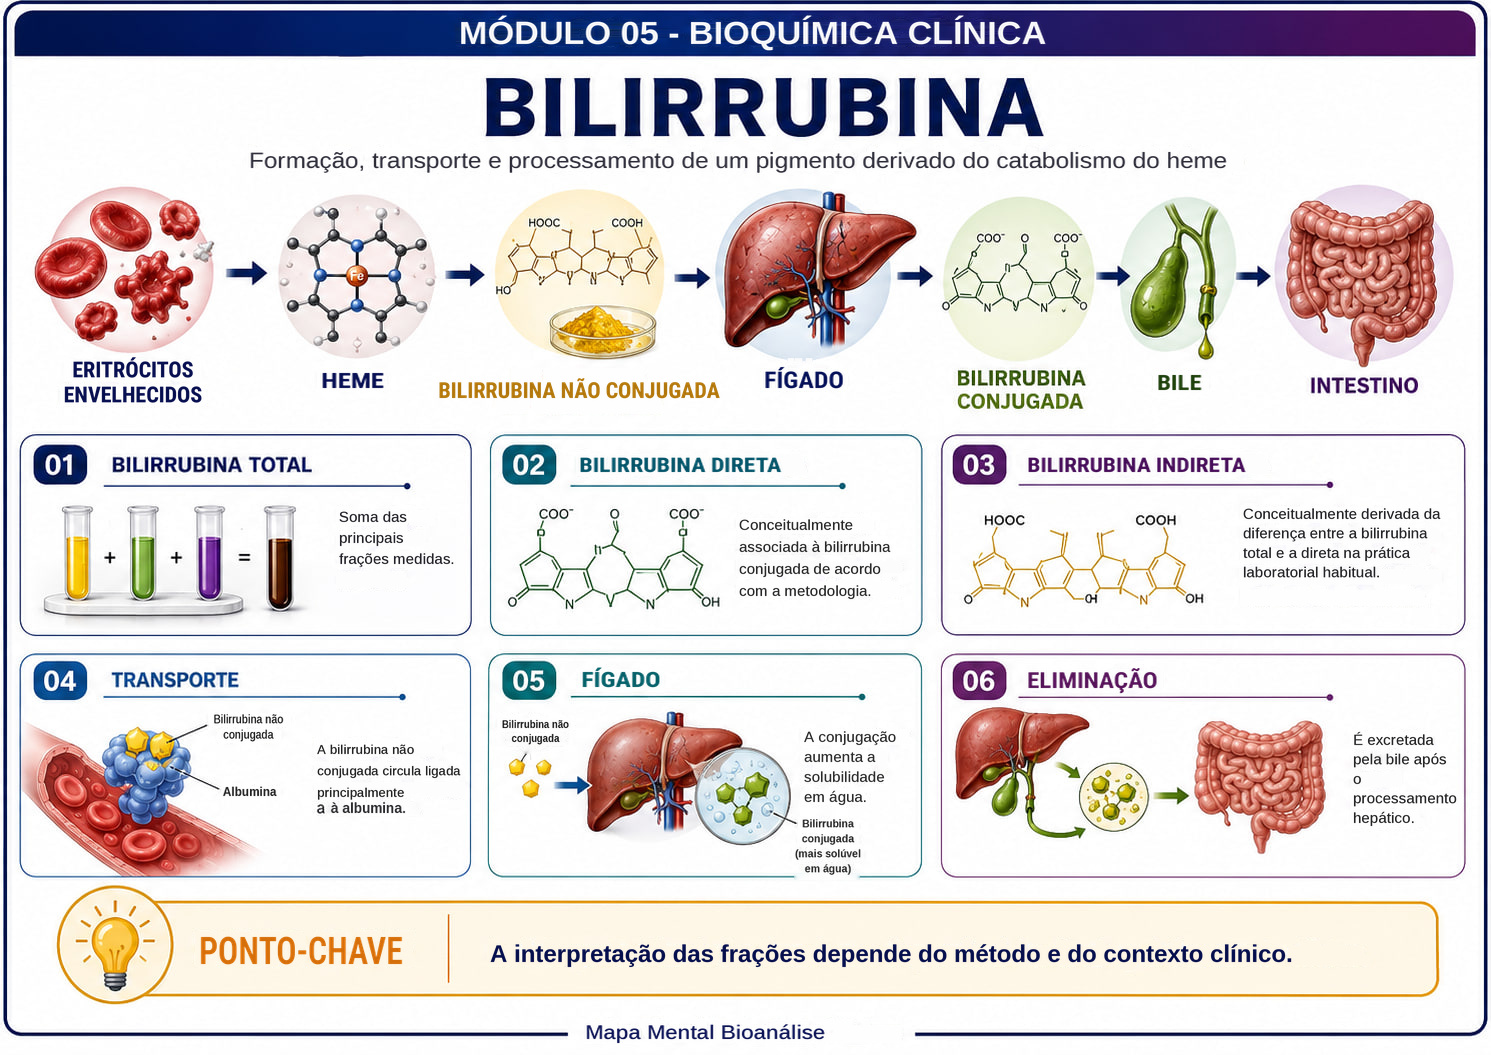 MÓDULO 05 - BIOQUÍMICA CLÍNICA
BILIRRUBINA
Formação, transporte e processamento de um pigmento derivado do catabolismo do heme
Fe
HOOC
COOH
HO
COO⁻
O
COO⁻
O
N
N
O
ERITRÓCITOS
ENVELHECIDOS
HEME
BILIRRUBINA NÃO CONJUGADA
FÍGADO
BILIRRUBINA
CONJUGADA
BILE
INTESTINO
01 BILIRRUBINA TOTAL
+ + =
Soma das
principais
frações medidas.
02 BILIRRUBINA DIRETA
COO⁻
O
COO⁻
O
N
N
OH
Conceitualmente
associada à bilirrubina
conjugada de acordo
com a metodologia.
03 BILIRRUBINA INDIRETA
HOOC
COOH
O
N
OH
N
OH
Conceitualmente derivada da
diferença entre a bilirrubina
total e a direta na prática
laboratorial habitual.
04 TRANSPORTE
Bilirrubina não
conjugada
Albumina
A bilirrubina não
conjugada circula ligada
principalmente
a à albumina.
05 FÍGADO
Bilirrubina não
conjugada
A conjugação
aumenta a
solubilidade
em água.
Bilirrubina
conjugada
(mais solúvel
em água)
06 ELIMINAÇÃO
É excretada
pela bile após
o
processamento
hepático.
PONTO-CHAVE
A interpretação das frações depende do método e do contexto clínico.
Mapa Mental Bioanálise